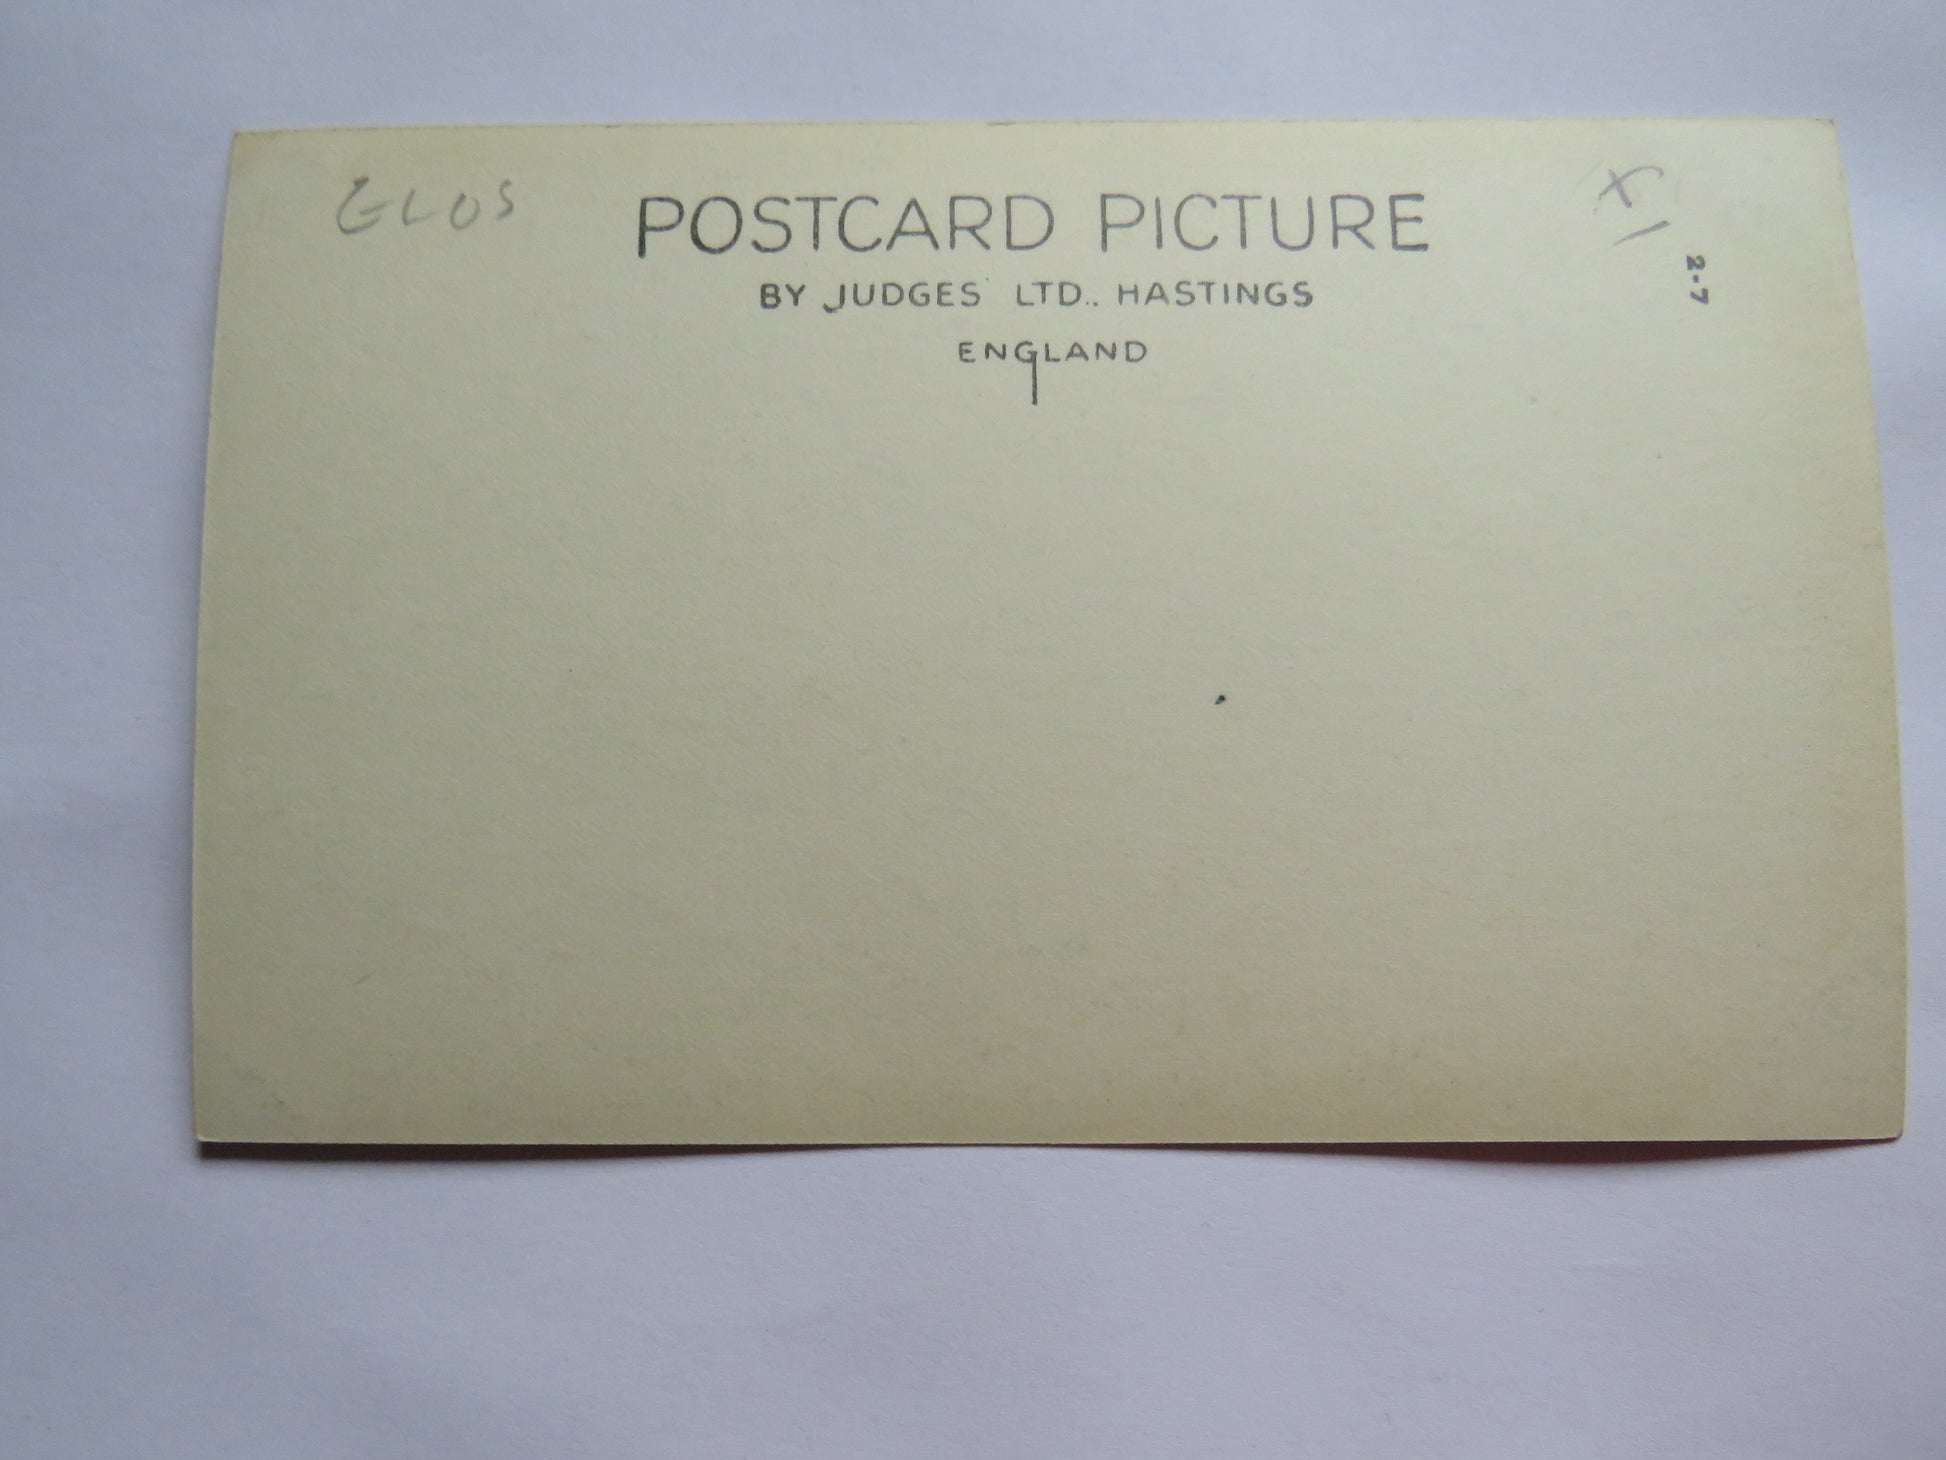 GLOS
POSTCARD PICTURE
BY JUDGES' LTD., HASTINGS
ENGLAND
2-7